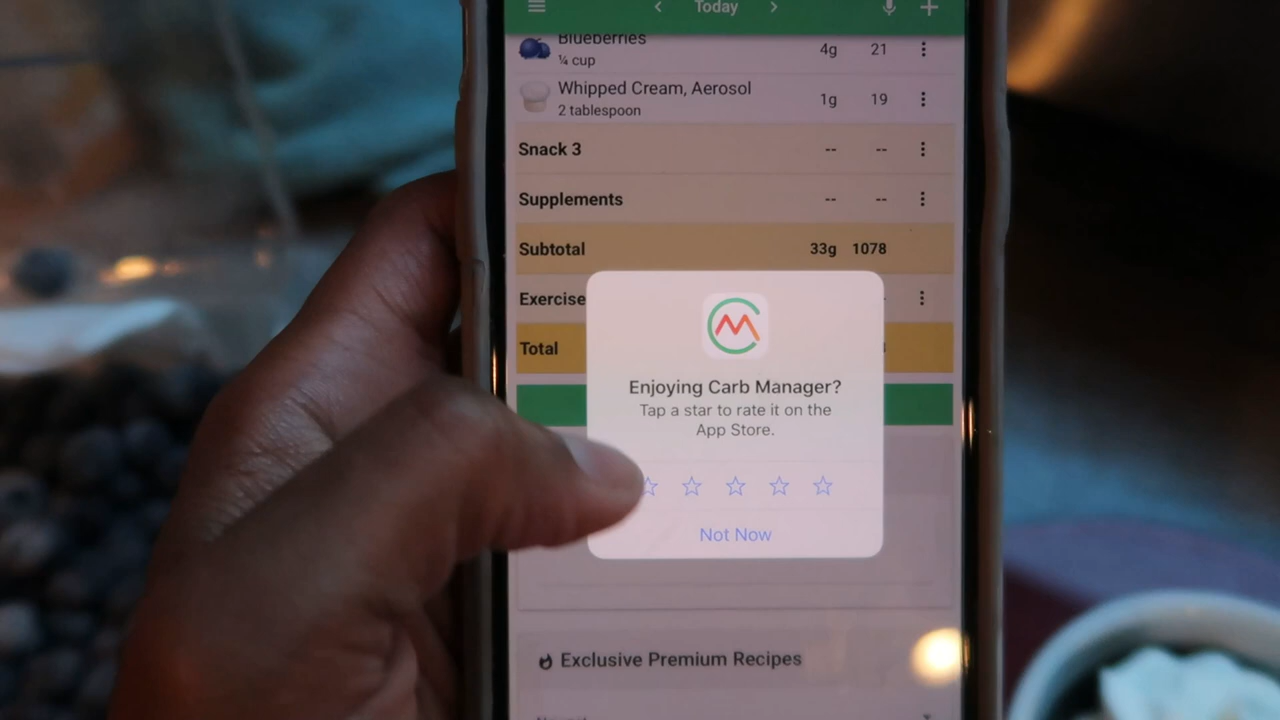 Today
Blueberries 4g 21
¼ cup
Whipped Cream, Aerosol 1g 19
2 tablespoon
Snack 3 -- --
Supplements -- --
Subtotal 33g 1078
Exercise
Total
Enjoying Carb Manager?
Tap a star to rate it on the
App Store.
Not Now
Exclusive Premium Recipes